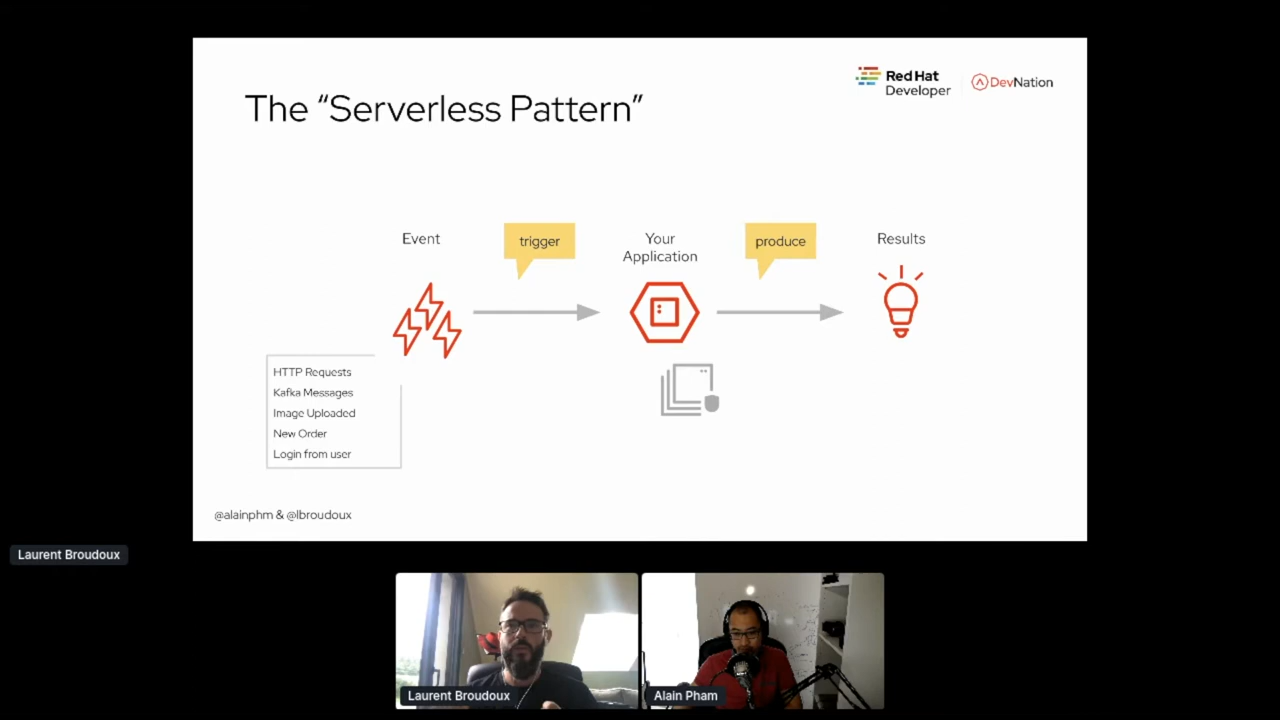 Red Hat
Developer
DevNation
The “Serverless Pattern”
Event
trigger
Your
Application
produce
Results
HTTP Requests
Kafka Messages
Image Uploaded
New Order
Login from user
@alainphm & @lbroudoux
Laurent Broudoux
Laurent Broudoux
Alain Pham